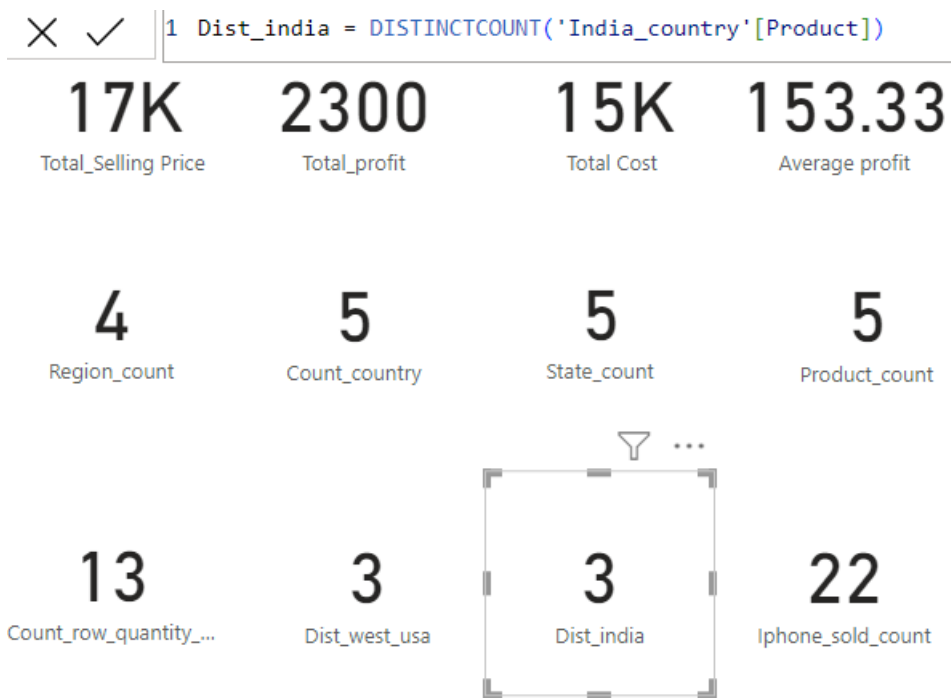 1 Dist_india = DISTINCTCOUNT('India_country'[Product])
17K 2300 15K 153.33
Total_Selling Price Total_profit Total Cost Average profit
4 5 5 5
Region_count Count_country State_count Product_count
13 3 3 22
Count_row_quantity_... Dist_west_usa Dist_india Iphone_sold_count